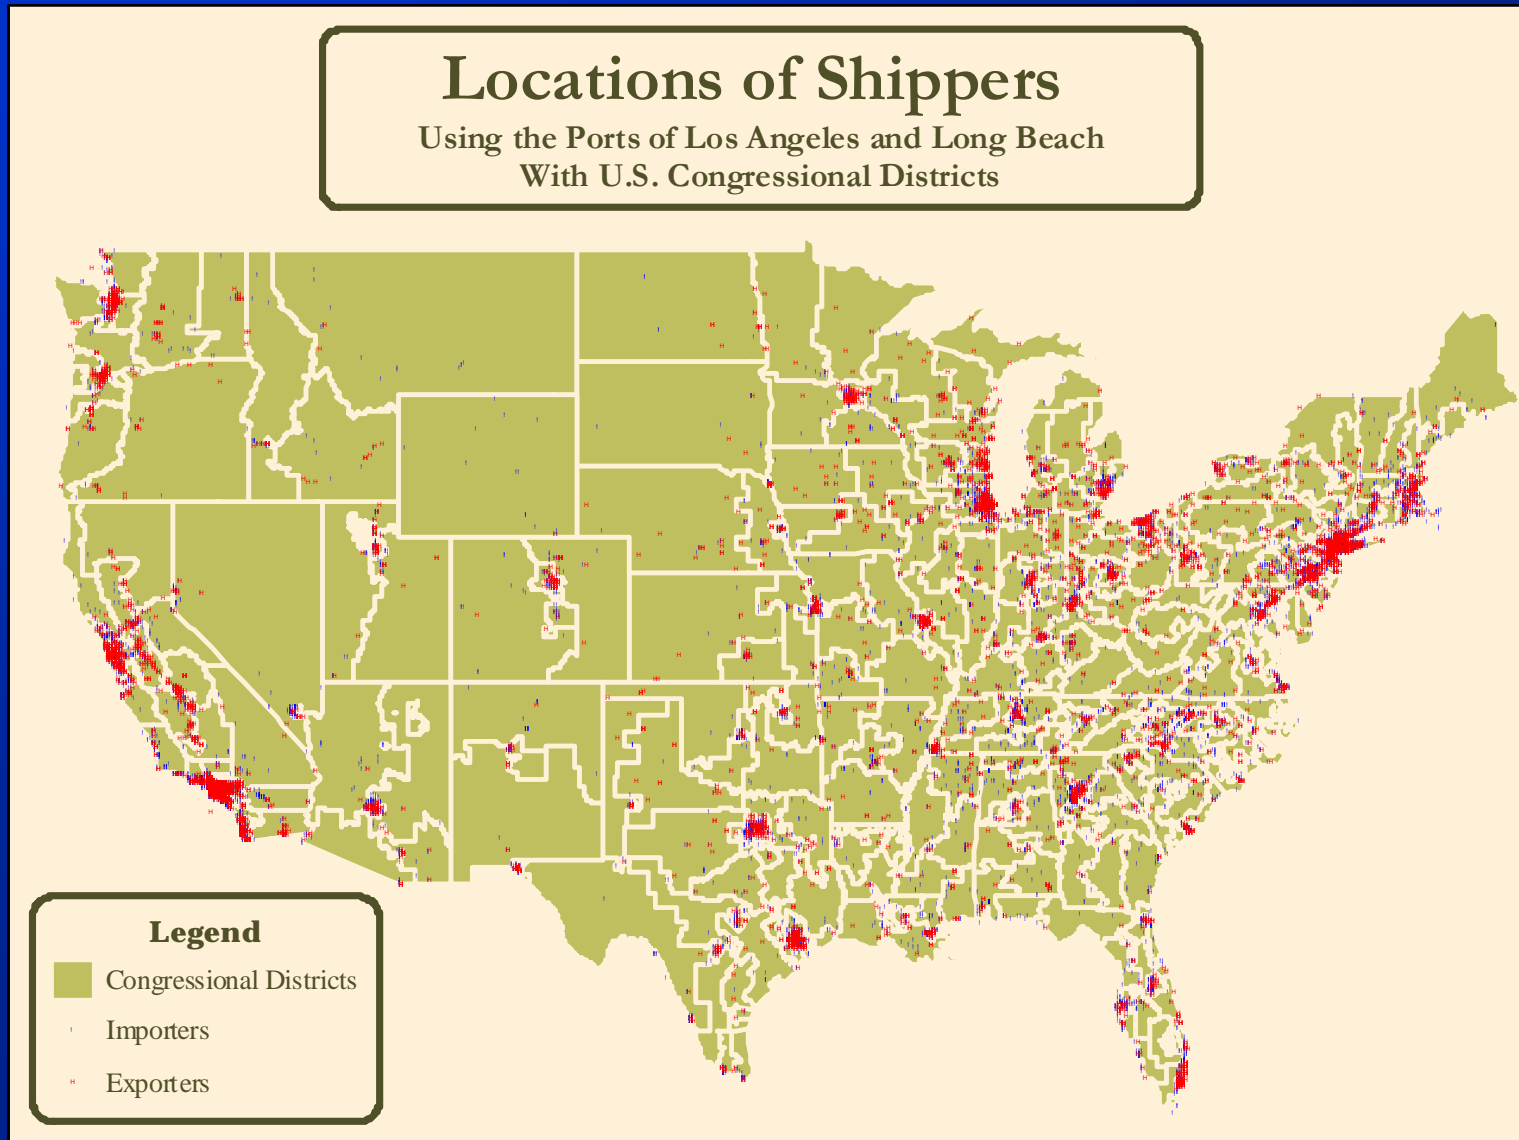 Locations of Shippers
Using the Ports of Los Angeles and Long Beach
With U.S. Congressional Districts
Legend
Congressional Districts
Importers
Exporters